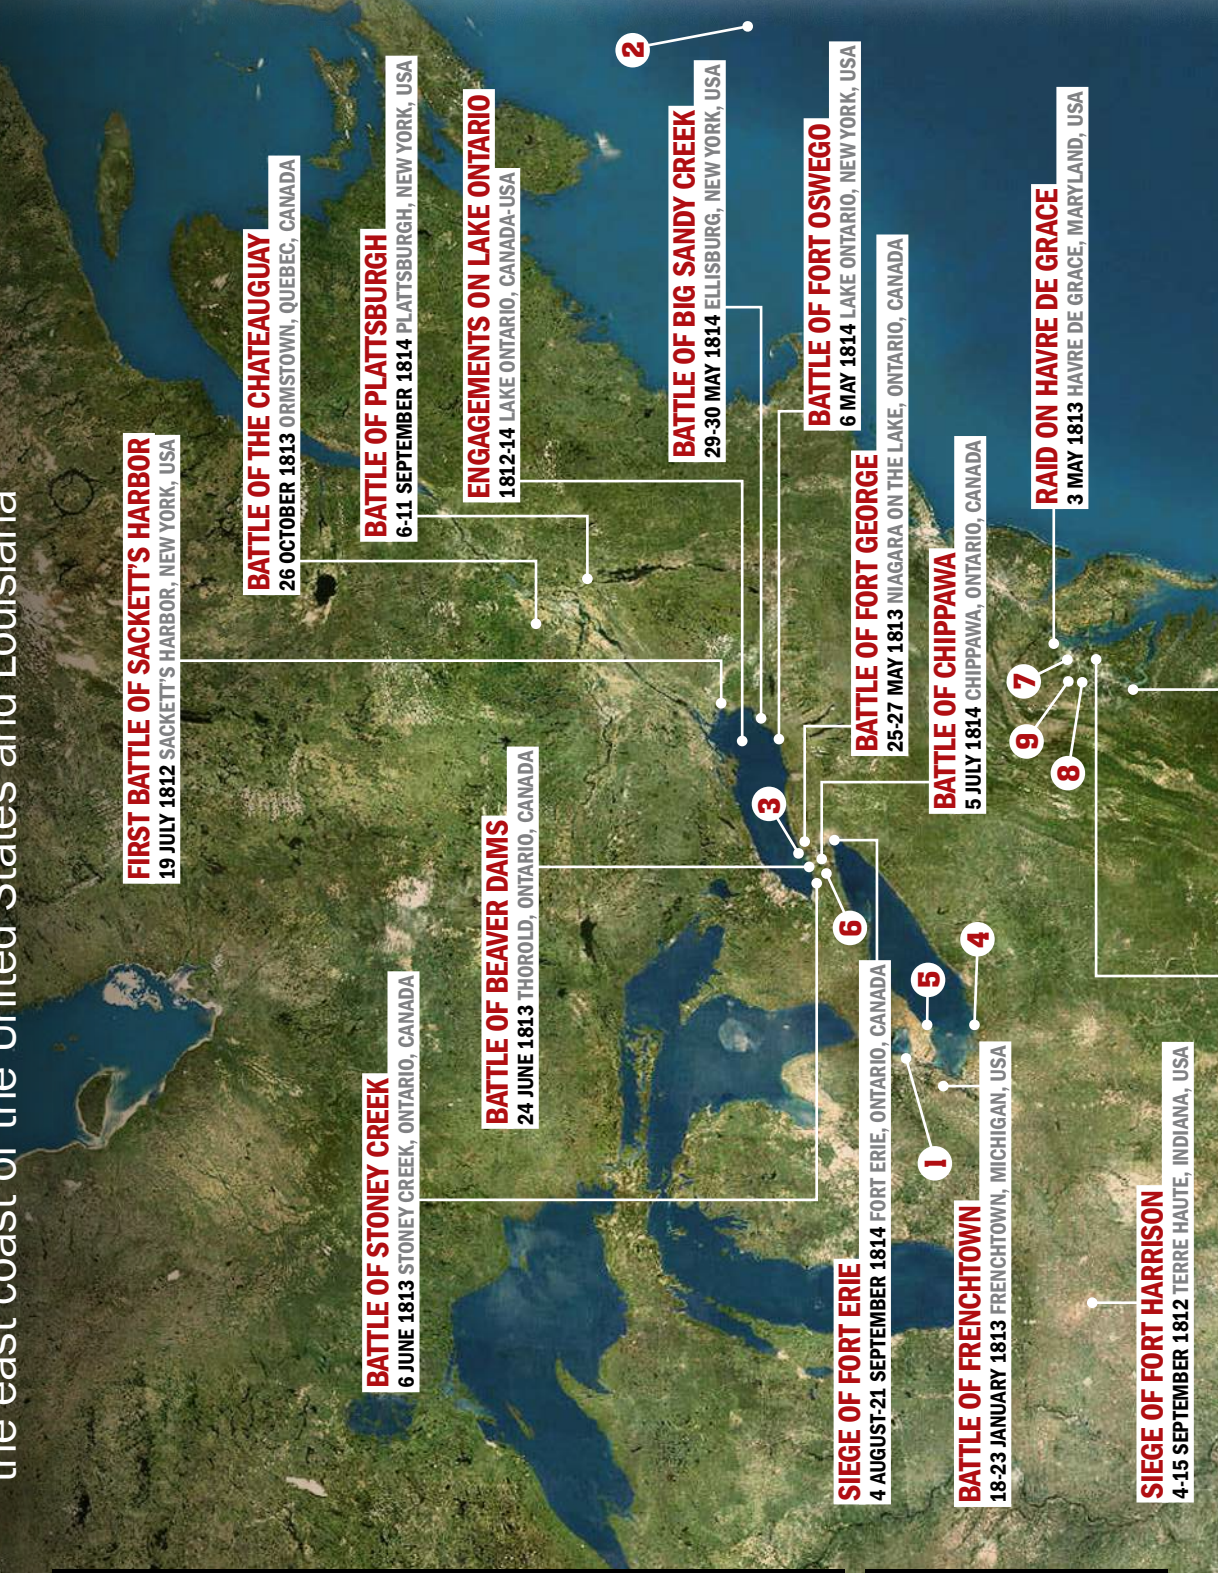 the east coast of the United States and Louisiana
FIRST BATTLE OF SACKETT'S HARBOR
19 JULY 1812 SACKETT'S HARBOR, NEW YORK, USA
BATTLE OF THE CHATEAUGUAY
26 OCTOBER 1813 ORMSTOWN, QUEBEC, CANADA
BATTLE OF PLATTSBURGH
6-11 SEPTEMBER 1814 PLATTSBURGH, NEW YORK, USA
BATTLE OF STONEY CREEK
6 JUNE 1813 STONEY CREEK, ONTARIO, CANADA
ENGAGEMENTS ON LAKE ONTARIO
1812-14 LAKE ONTARIO, CANADA-USA
BATTLE OF BEAVER DAMS
24 JUNE 1813 THOROLD, ONTARIO, CANADA
2
BATTLE OF BIG SANDY CREEK
29-30 MAY 1814 ELLISBURG, NEW YORK, USA
3
BATTLE OF FORT OSWEGO
6 MAY 1814 LAKE ONTARIO, NEW YORK, USA
6
SIEGE OF FORT ERIE
4 AUGUST-21 SEPTEMBER 1814 FORT ERIE, ONTARIO, CANADA
BATTLE OF FORT GEORGE
25-27 MAY 1813 NIAGARA ON THE LAKE, ONTARIO, CANADA
5
1
BATTLE OF CHIPPAWA
5 JULY 1814 CHIPPAWA, ONTARIO, CANADA
4
BATTLE OF FRENCHTOWN
18-23 JANUARY 1813 FRENCHTOWN, MICHIGAN, USA
7
9
8
RAID ON HAVRE DE GRACE
3 MAY 1813 HAVRE DE GRACE, MARYLAND, USA
SIEGE OF FORT HARRISON
4-15 SEPTEMBER 1812 TERRE HAUTE, INDIANA, USA